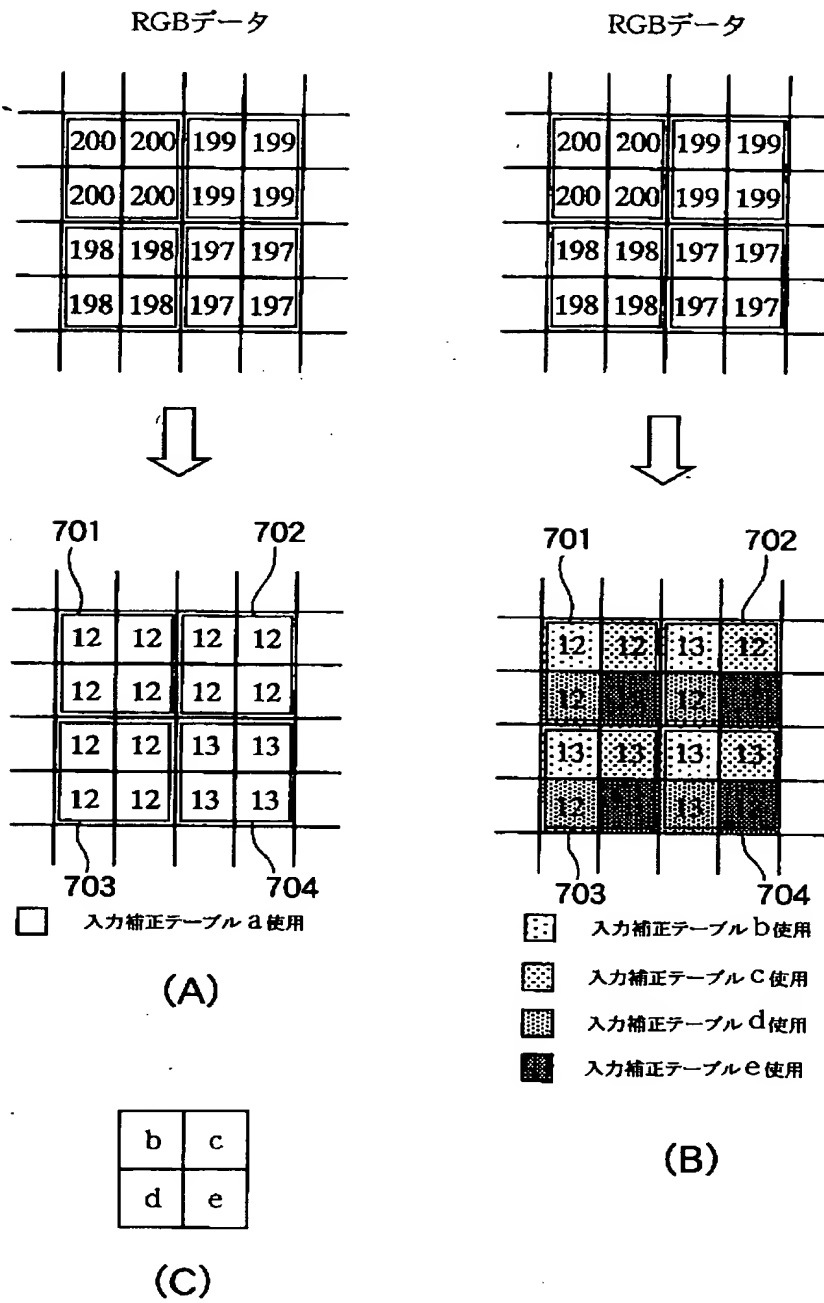 RGBデータ
200 200 199 199
200 200 199 199
198 198 197 197
198 198 197 197
701
702
12 12 12 12
12 12 12 12
12 12 13 13
12 12 13 13
703
704
入力補正テーブルa使用
(A)
b c
d e
(C)
RGBデータ
200 200 199 199
200 200 199 199
198 198 197 197
198 198 197 197
701
702
12 12 13 12
12 12
13 13 13 13
12 13
703
704
入力補正テーブルb使用
入力補正テーブルc使用
入力補正テーブルd使用
入力補正テーブルe使用
(B)